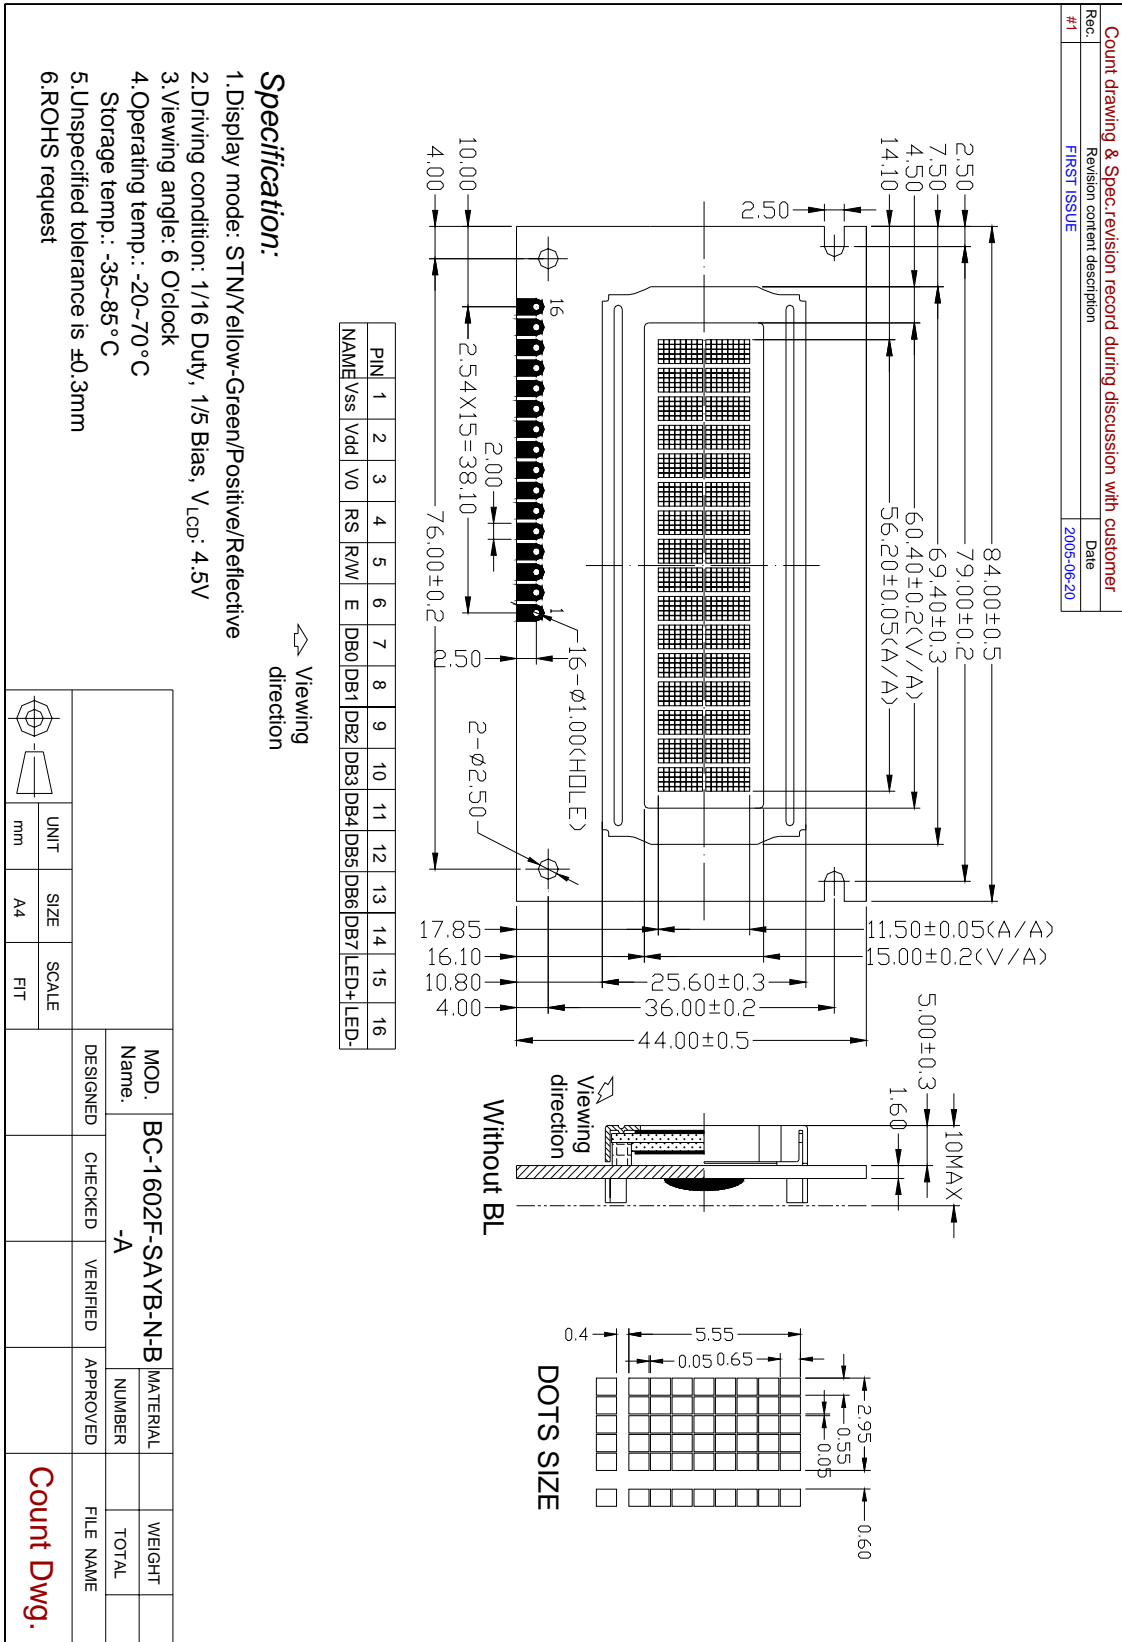 Count drawing & Spec.revision record during discussion with customer
Rec. Revision content description Date
#1 FIRST ISSUE 2005-06-20
84.00±0.5
2.50 79.00±0.2
7.50 69.40±0.3
4.50 60.40±0.2(V/A)
14.10 56.20±0.05(A/A)
2.50
11.50±0.05(A/A)
15.00±0.2(V/A)
25.60±0.3
36.00±0.2
44.00±0.5
17.85
16.10
10.80
4.00
16
1
16-Ø1.00(HOLE)
2-Ø2.50
2.50
2.00
10.00 2.54X15=38.10
4.00 76.00±0.2
5.00±0.3
1.60
10MAX
Viewing
direction
Without BL
2.95
0.55
0.05
0.60
5.55
0.4
0.05 0.65
DOTS SIZE
PIN 1 2 3 4 5 6 7 8 9 10 11 12 13 14 15 16
NAME Vss Vdd V0 RS R/W E DB0 DB1 DB2 DB3 DB4 DB5 DB6 DB7 LED+ LED-
Viewing
direction
Specification:
1.Display mode: STN/Yellow-Green/Positive/Reflective
2.Driving condition: 1/16 Duty, 1/5 Bias, VLCD: 4.5V
3.Viewing angle: 6 O'clock
4.Operating temp.: -20~70°C
Storage temp.: -35~85°C
5.Unspecified tolerance is ±0.3mm
6.ROHS request
UNIT SIZE SCALE
mm A4 FIT
MOD.
Name.
BC-1602F-SAYB-N-B
-A
MATERIAL WEIGHT
NUMBER TOTAL
DESIGNED CHECKED VERIFIED APPROVED FILE NAME
Count Dwg.